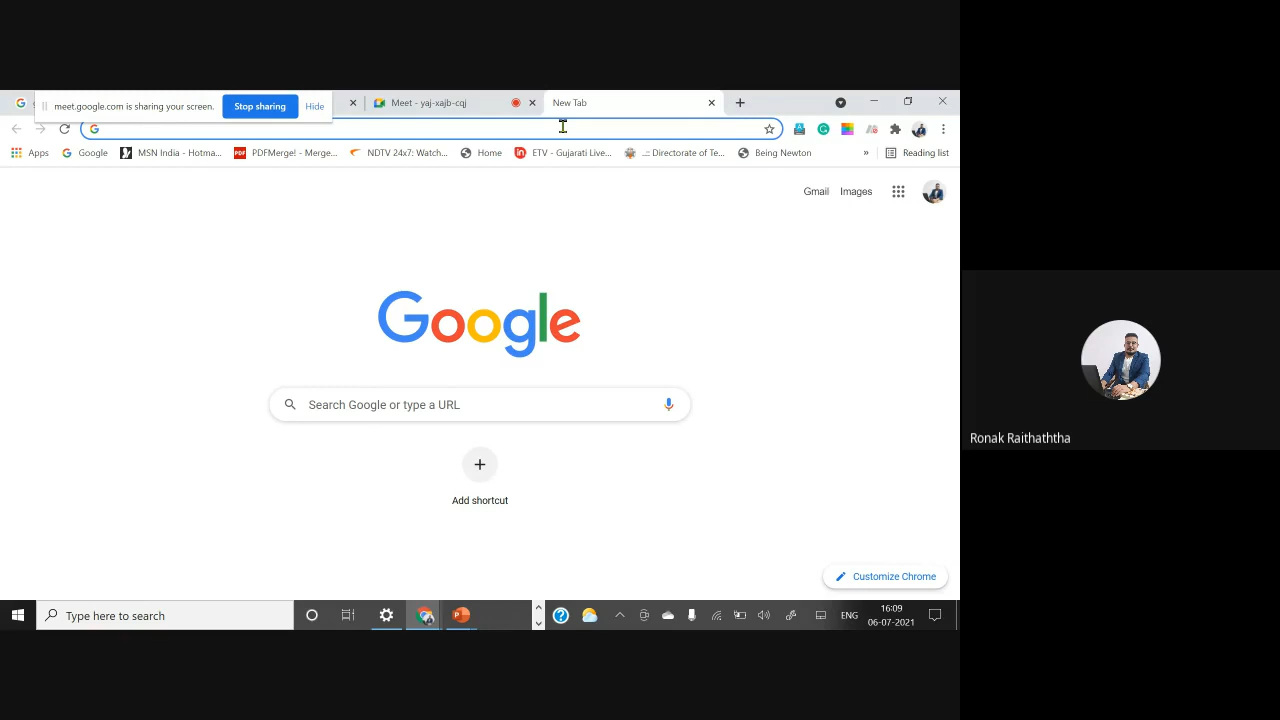 meet.google.com is sharing your screen. Stop sharing Hide
Meet - yaj-xajb-cqj
New Tab
Apps Google MSN India - Hotma... PDFMerge! - Merge... NDTV 24x7: Watch... Home ETV - Gujarati Live... ..:: Directorate of Te... Being Newton » Reading list
Gmail Images
Google
Search Google or type a URL
Add shortcut
Customize Chrome
Ronak Raithaththa
Type here to search
ENG
16:09
06-07-2021